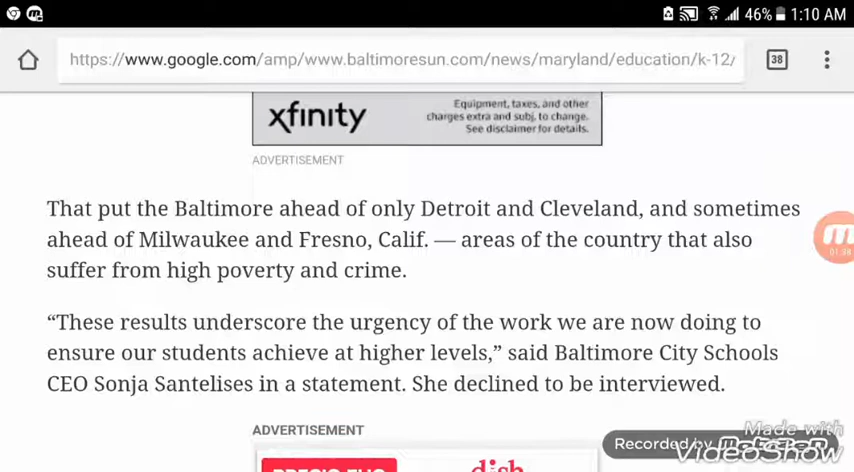 46% 1:10 AM
https://www.google.com/amp/www.baltimoresun.com/news/maryland/education/k-12/
38
xfinity
Equipment, taxes, and other
charges extra and subj. to change.
See disclaimer for details.
ADVERTISEMENT
That put the Baltimore ahead of only Detroit and Cleveland, and sometimes
ahead of Milwaukee and Fresno, Calif. — areas of the country that also
suffer from high poverty and crime.
01:38
“These results underscore the urgency of the work we are now doing to
ensure our students achieve at higher levels,” said Baltimore City Schools
CEO Sonja Santelises in a statement. She declined to be interviewed.
ADVERTISEMENT
Made with
Recorded by
VideoShow
dish